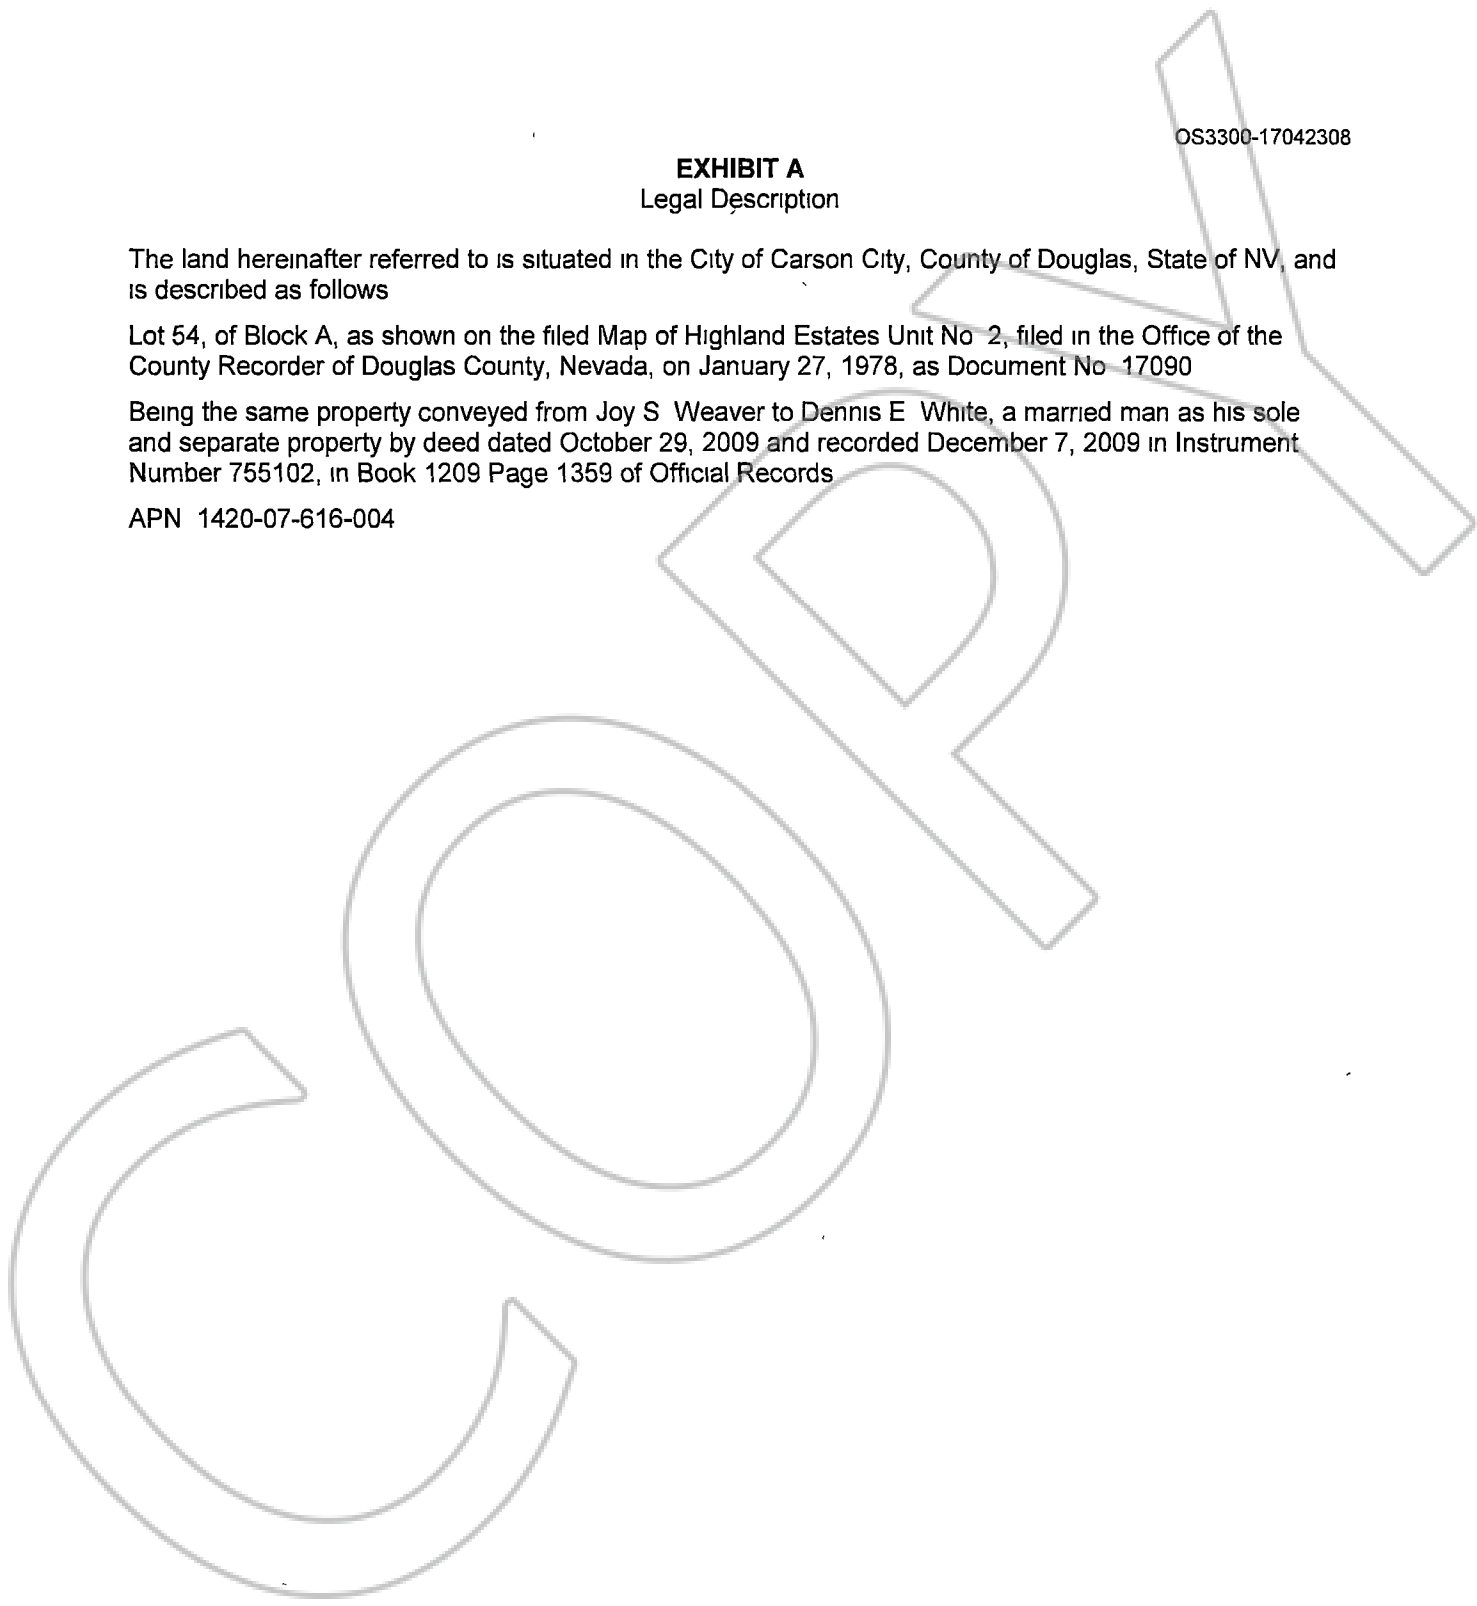 OS3300-17042308
EXHIBIT A
Legal Description
The land hereinafter referred to is situated in the City of Carson City, County of Douglas, State of NV, and
is described as follows
Lot 54, of Block A, as shown on the filed Map of Highland Estates Unit No 2, filed in the Office of the
County Recorder of Douglas County, Nevada, on January 27, 1978, as Document No 17090
Being the same property conveyed from Joy S Weaver to Dennis E White, a married man as his sole
and separate property by deed dated October 29, 2009 and recorded December 7, 2009 in Instrument
Number 755102, in Book 1209 Page 1359 of Official Records
APN 1420-07-616-004
COPY